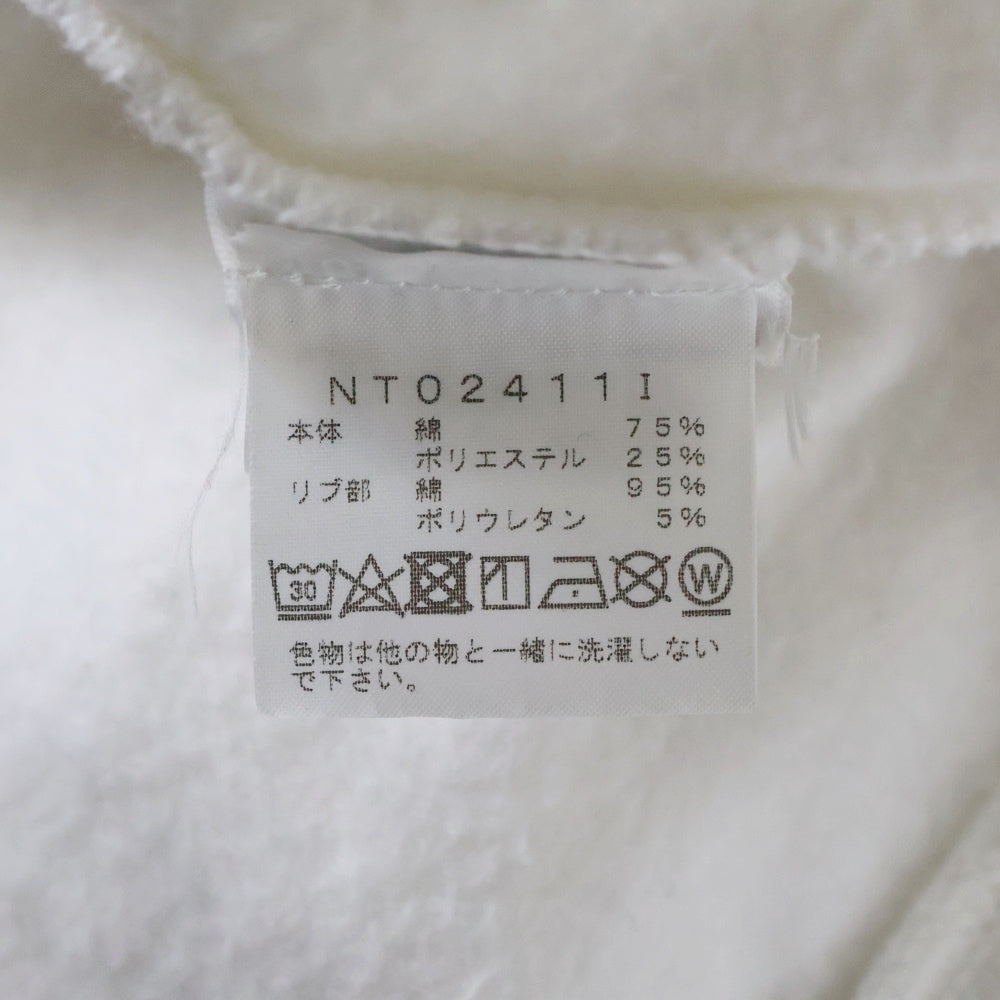 NT02411I
本体 綿 75%
ポリエステル 25%
リブ部 綿 95%
ポリウレタン 5%
30 W
色物は他の物と一緒に洗濯しない
で下さい。